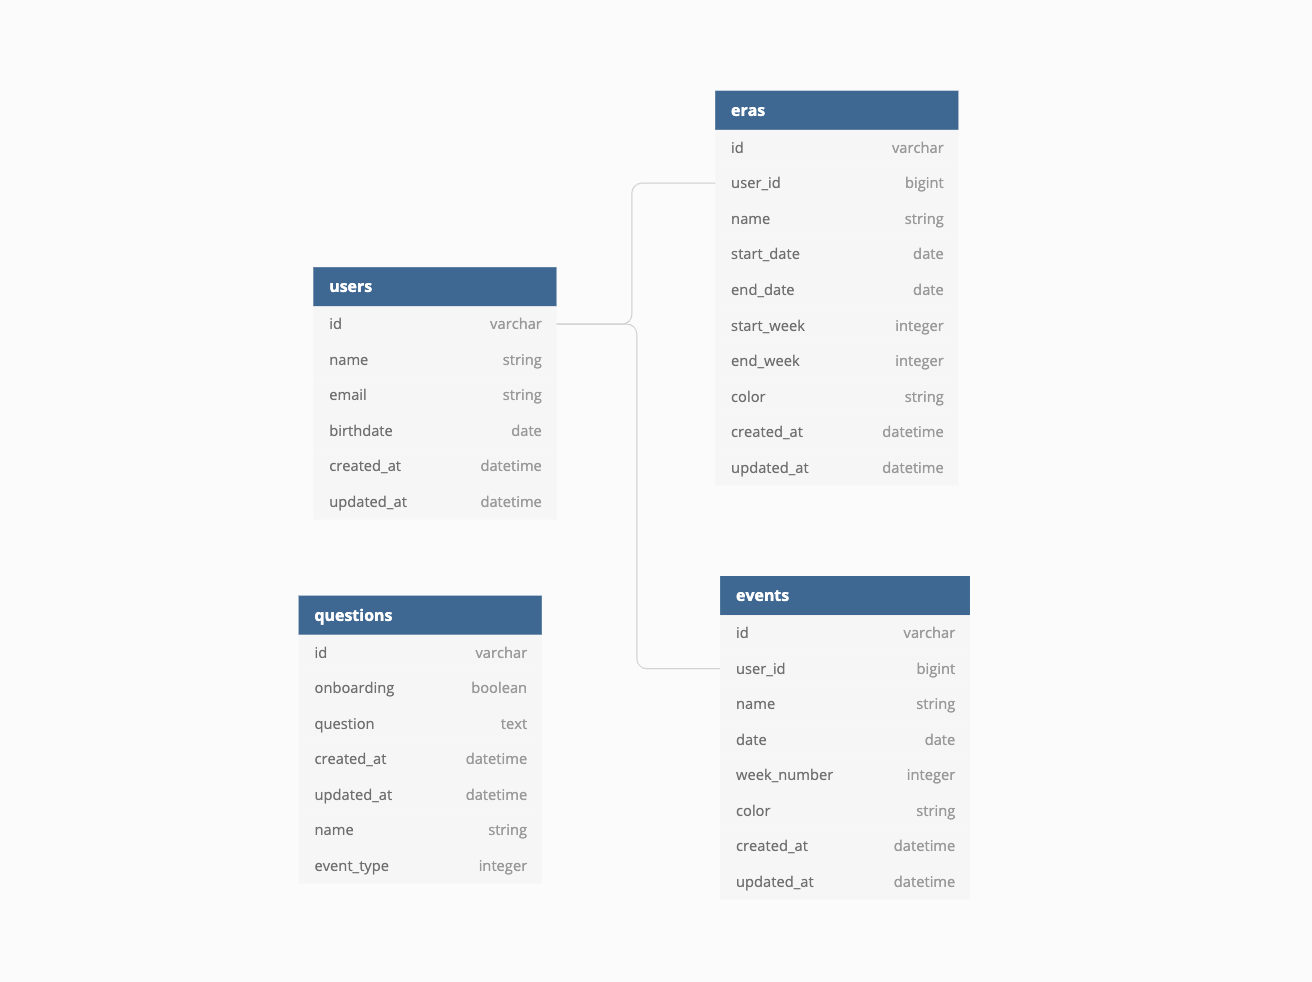 eras
id varchar
user_id bigint
name string
start_date date
end_date date
start_week integer
end_week integer
color string
created_at datetime
updated_at datetime
users
id varchar
name string
email string
birthdate date
created_at datetime
updated_at datetime
questions
id varchar
onboarding boolean
question text
created_at datetime
updated_at datetime
name string
event_type integer
events
id varchar
user_id bigint
name string
date date
week_number integer
color string
created_at datetime
updated_at datetime